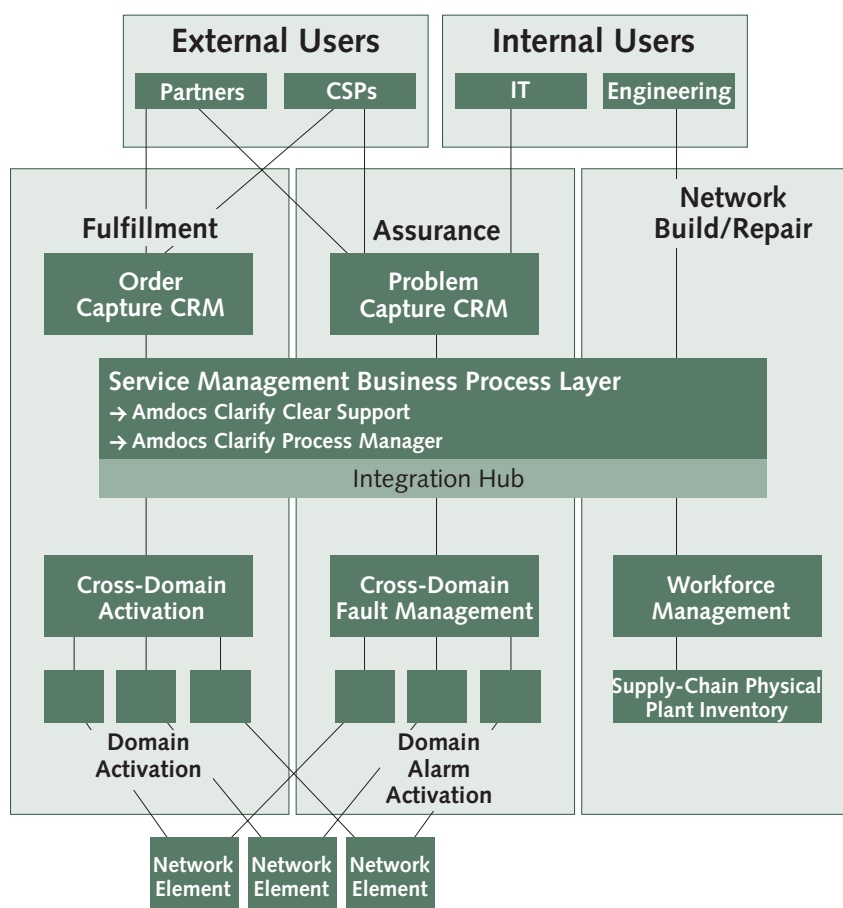 External Users
Internal Users
Partners
CSPs
IT
Engineering
Fulfillment
Assurance
Network
Build/Repair
Order
Capture CRM
Problem
Capture CRM
Service Management Business Process Layer
→ Amdocs Clarify Clear Support
→ Amdocs Clarify Process Manager
Integration Hub
Cross-Domain
Activation
Cross-Domain
Fault Management
Workforce
Management
Supply-Chain Physical
Plant Inventory
Domain
Activation
Domain
Alarm
Activation
Network
Element
Network
Element
Network
Element